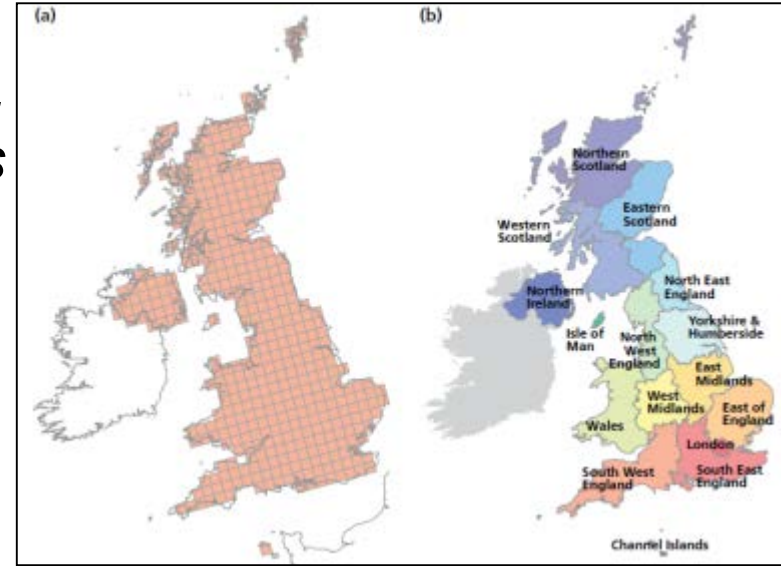 (a)
(b)
Northern
Scotland
Eastern
Scotland
Western
Scotland
Northern
Ireland
North East
England
Isle of
Man
Yorkshire &
Humberside
North
West
England
East
Midlands
West
Midlands
East of
England
Wales
London
South West
England
South East
England
Channel Islands